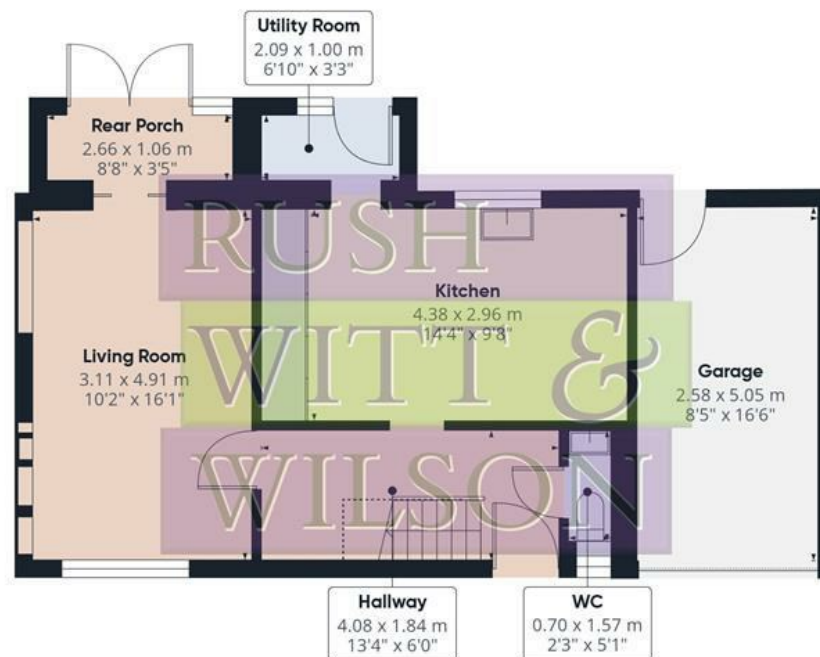 Utility Room
2.09 x 1.00 m
6'10" x 3'3"
Rear Porch
2.66 x 1.06 m
8'8" x 3'5"
RUSH
WITT &
WILSON
Kitchen
4.38 x 2.96 m
14'4" x 9'8"
Living Room
3.11 x 4.91 m
10'2" x 16'1"
Garage
2.58 x 5.05 m
8'5" x 16'6"
Hallway
4.08 x 1.84 m
13'4" x 6'0"
WC
0.70 x 1.57 m
2'3" x 5'1"